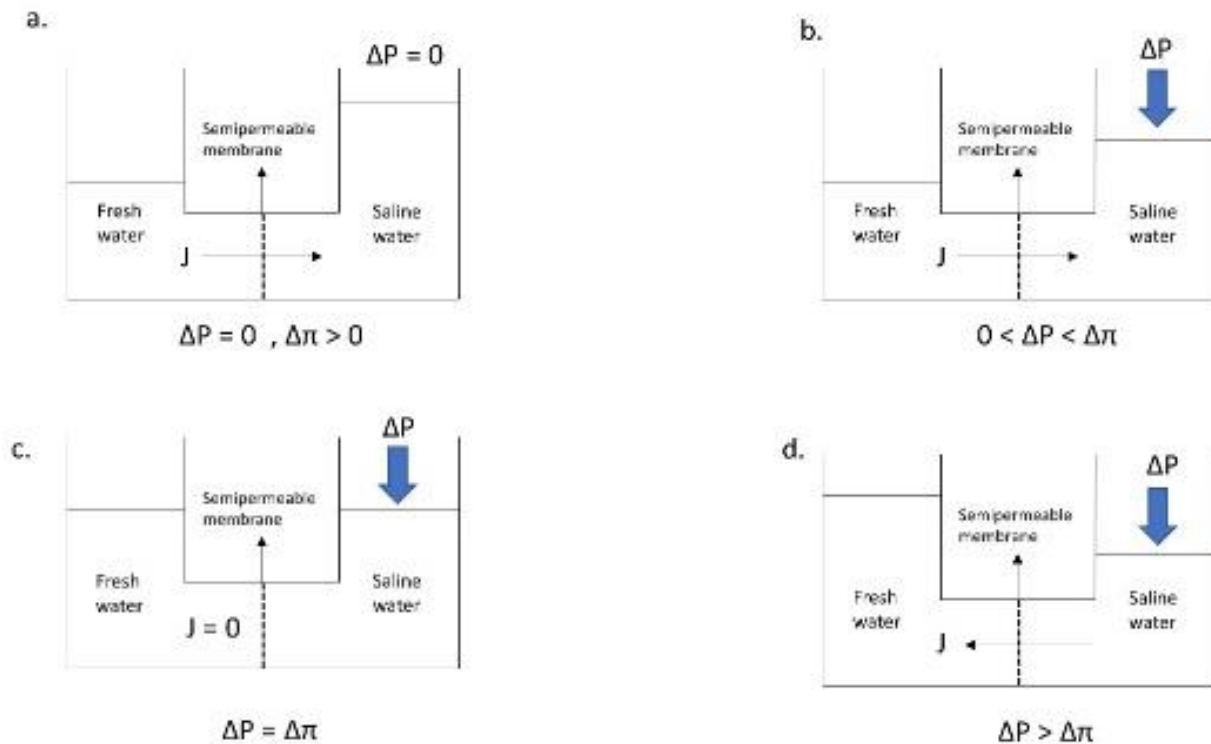 a.
ΔP = 0
Semipermeable
membrane
Fresh
water
Saline
water
J
ΔP = 0 , Δπ > 0
b.
ΔP
Semipermeable
membrane
Fresh
water
Saline
water
J
0 < ΔP < Δπ
c.
ΔP
Semipermeable
membrane
Fresh
water
Saline
water
J = 0
ΔP = Δπ
d.
ΔP
Semipermeable
membrane
Fresh
water
Saline
water
J
ΔP > Δπ